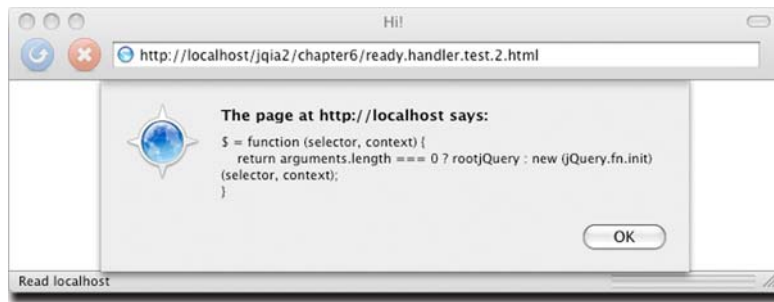 Hi!
http://localhost/jqia2/chapter6/ready.handler.test.2.html
The page at http://localhost says:
$ = function (selector, context) {
return arguments.length === 0 ? rootjQuery : new (jQuery.fn.init)
(selector, context);
}
OK
Read localhost